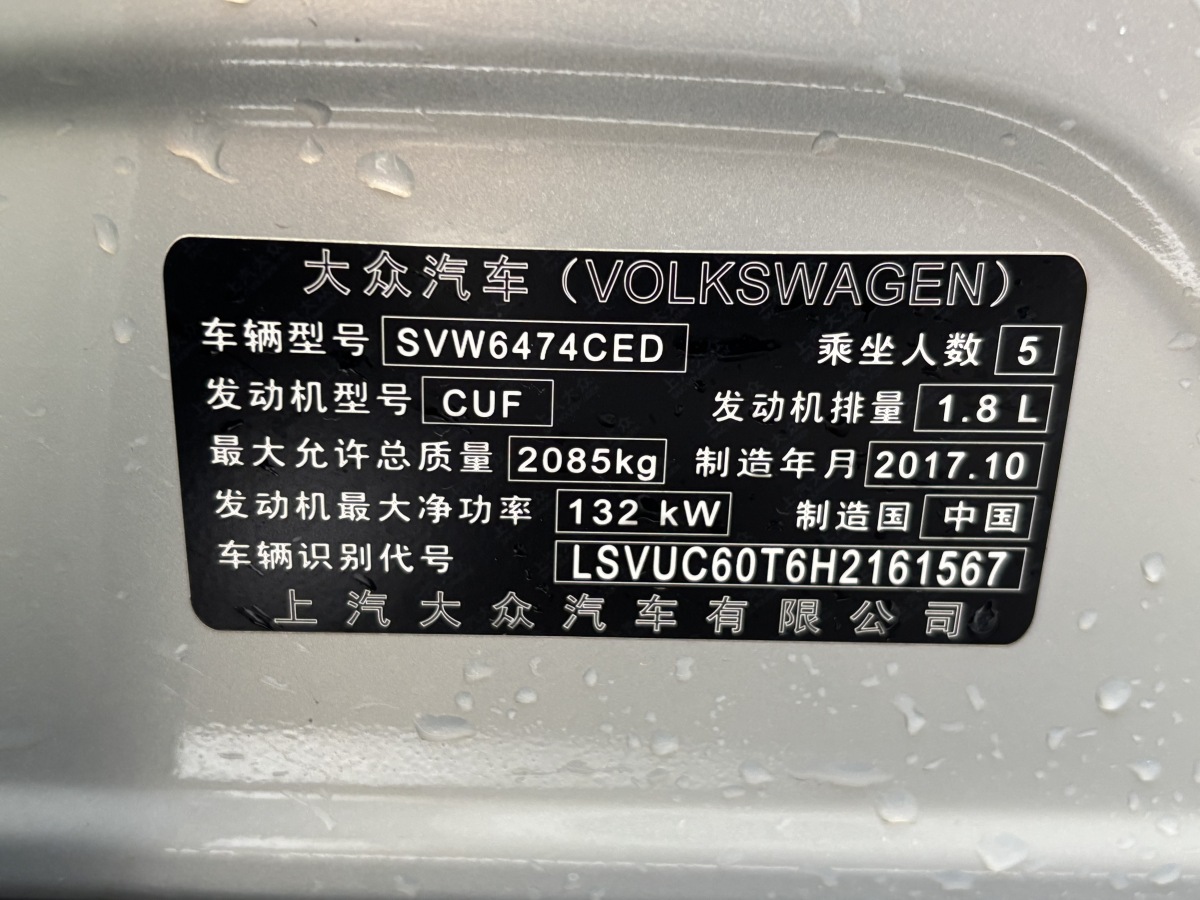 大众汽车（VOLKSWAGEN）
车辆型号 SVW6474CED 乘坐人数 5
发动机型号 CUF 发动机排量 1.8 L
最大允许总质量 2085kg 制造年月 2017.10
发动机最大净功率 132 kW 制造国 中国
车辆识别代号 LSVUC60T6H2161567
上汽大众汽车有限公司